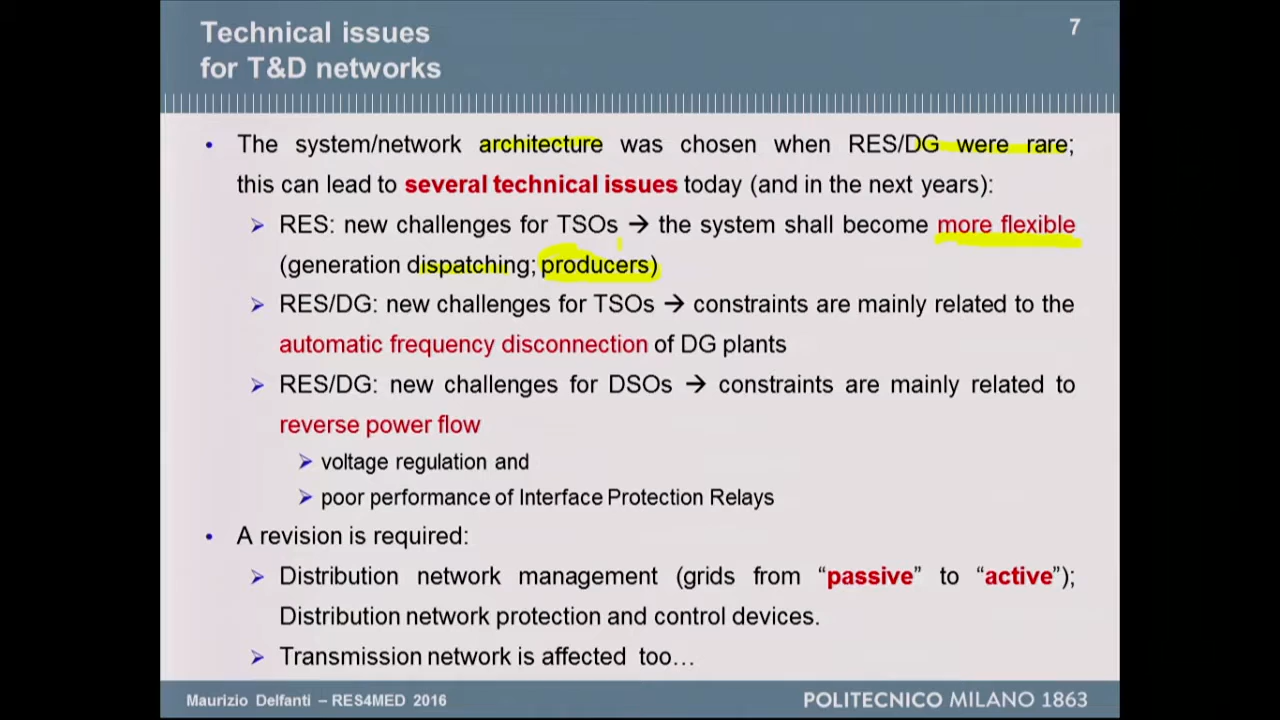 Technical issues
for T&D networks
7
• The system/network architecture was chosen when RES/DG were rare;
this can lead to several technical issues today (and in the next years):
➢ RES: new challenges for TSOs → the system shall become more flexible
(generation dispatching; producers)
➢ RES/DG: new challenges for TSOs → constraints are mainly related to the
automatic frequency disconnection of DG plants
➢ RES/DG: new challenges for DSOs → constraints are mainly related to
reverse power flow
➢ voltage regulation and
➢ poor performance of Interface Protection Relays
• A revision is required:
➢ Distribution network management (grids from “passive” to “active”);
Distribution network protection and control devices.
➢ Transmission network is affected too…
Maurizio Delfanti – RES4MED 2016
POLITECNICO MILANO 1863